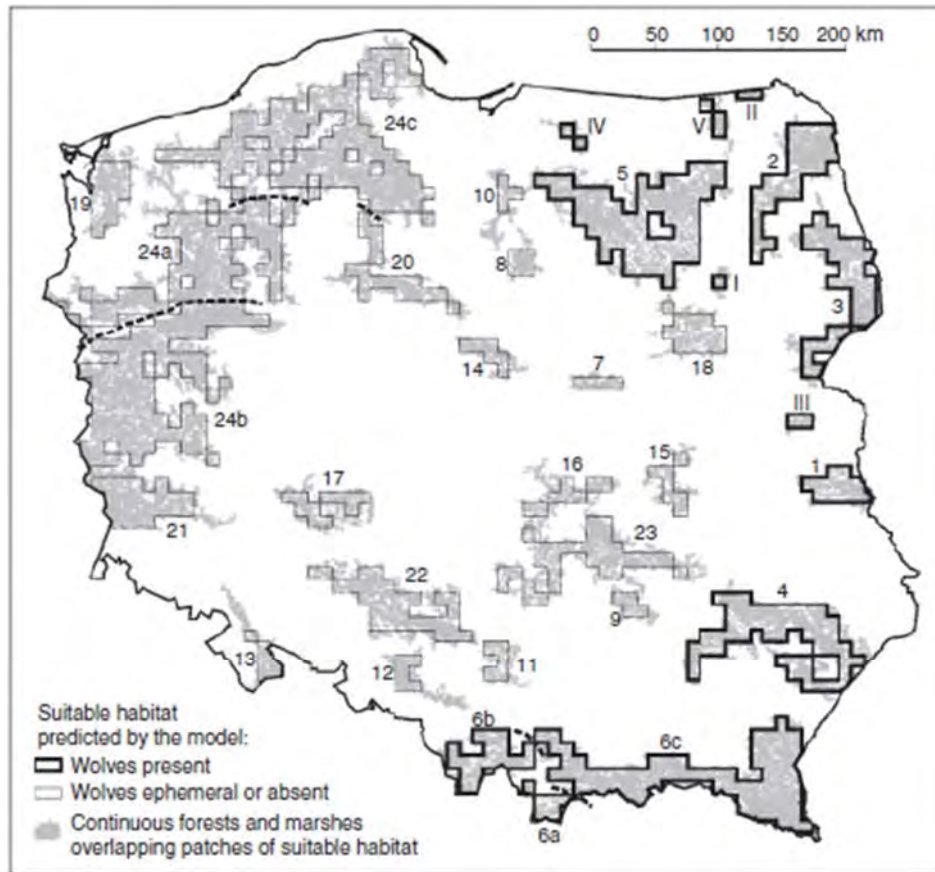 0 50 100 150 200 km
II
IV
V
24c
2
5
10
19
24a
8
20
I
3
14
7
18
24b
III
15
16
17
1
21
23
22
4
9
13
12
11
Suitable habitat
predicted by the model:
Wolves present
Wolves ephemeral or absent
Continuous forests and marshes
overlapping patches of suitable habitat
6b
6c
6a